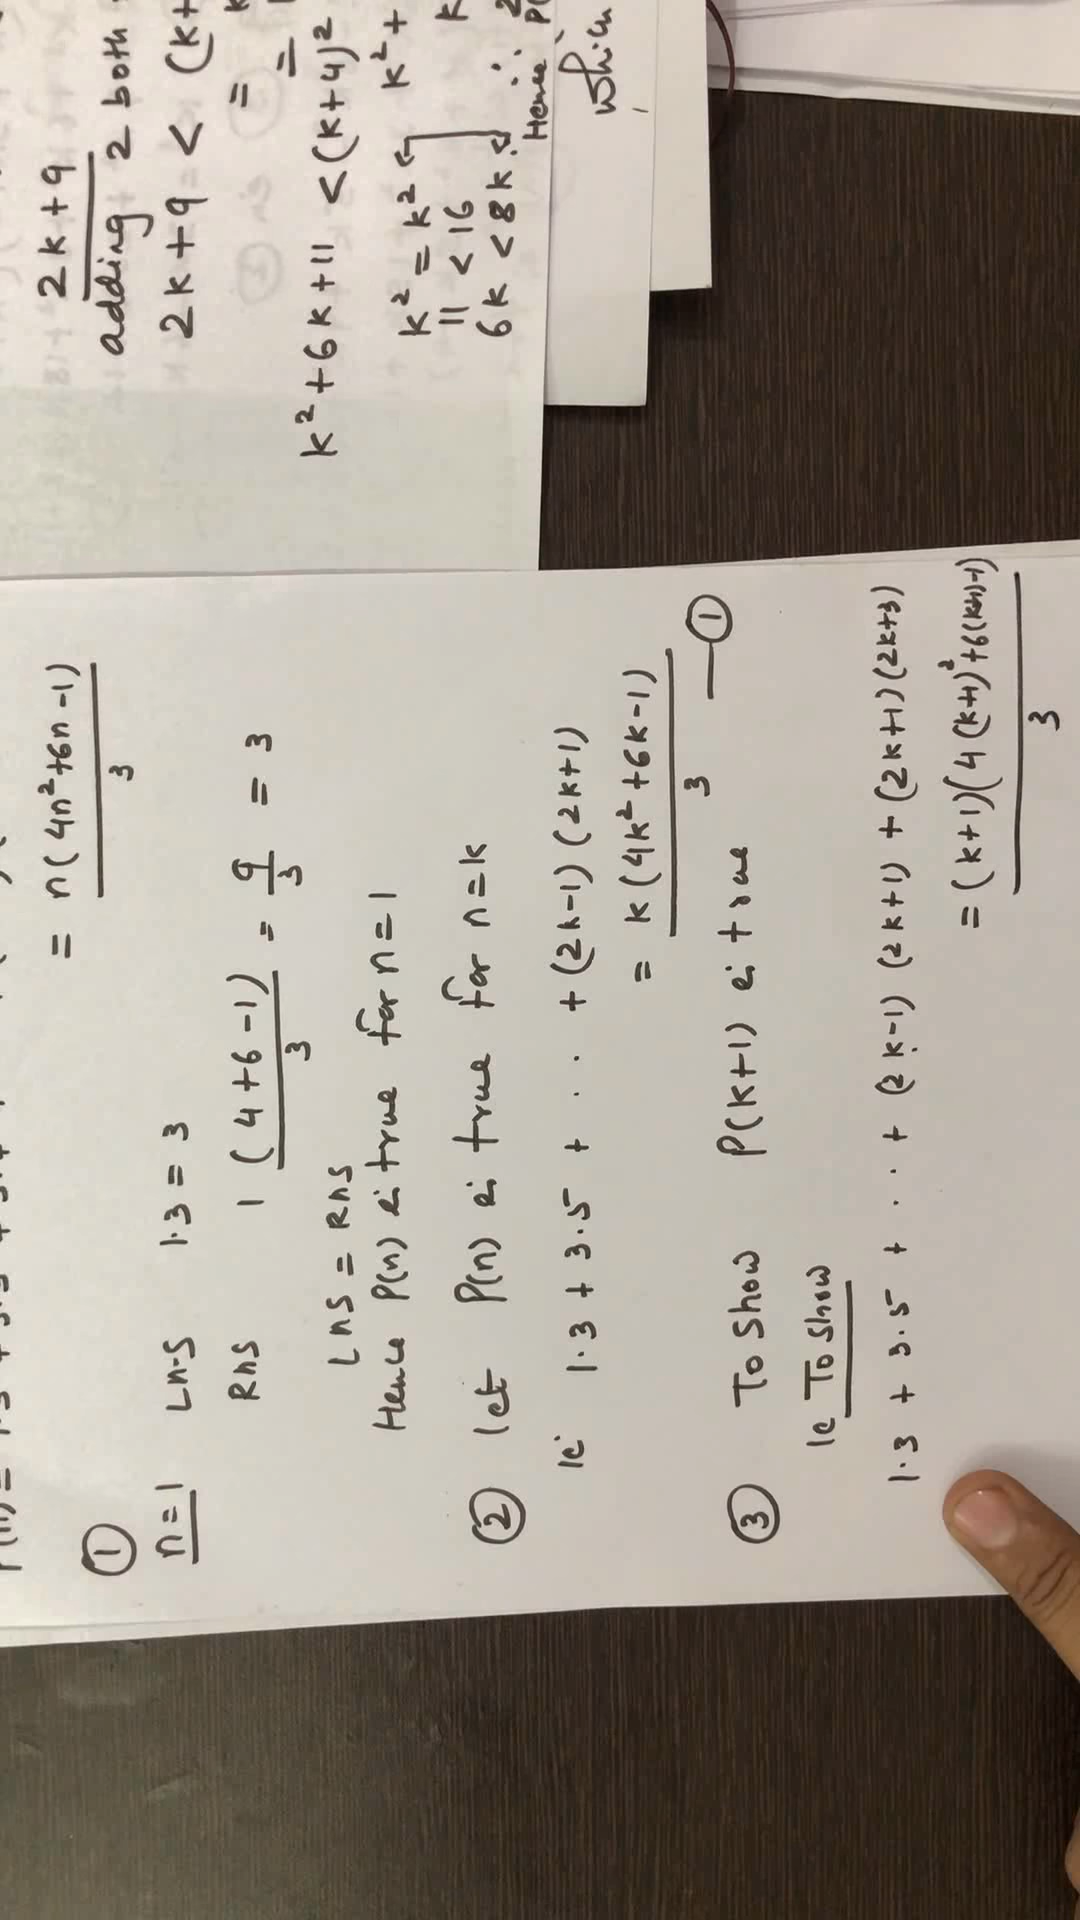 = n(4n²+6n-1)
3
①
n=1 LHS 1.3=3
RHS 1(4+6-1)/3 = 9/3 = 3
LHS = RHS
Hence P(n) is true for n=1
② let P(n) is true for n=k
ie 1.3 + 3.5 + . . . + (2k-1)(2k+1)
= k(4k²+6k-1)
3 — ①
③ To Show P(k+1) is true
ie To Show
1.3 + 3.5 + . . . + (2k-1)(2k+1) + (2k+1)(2k+3)
= (k+1)(4(k+1)²+6(k+1)-1)
3
2k+9
adding 2 both
2k+9 < (k+
=
k²+6k+11 < (k+4)² =
k² = k² k²+
11 < 16
6k < 8k
Hence
which